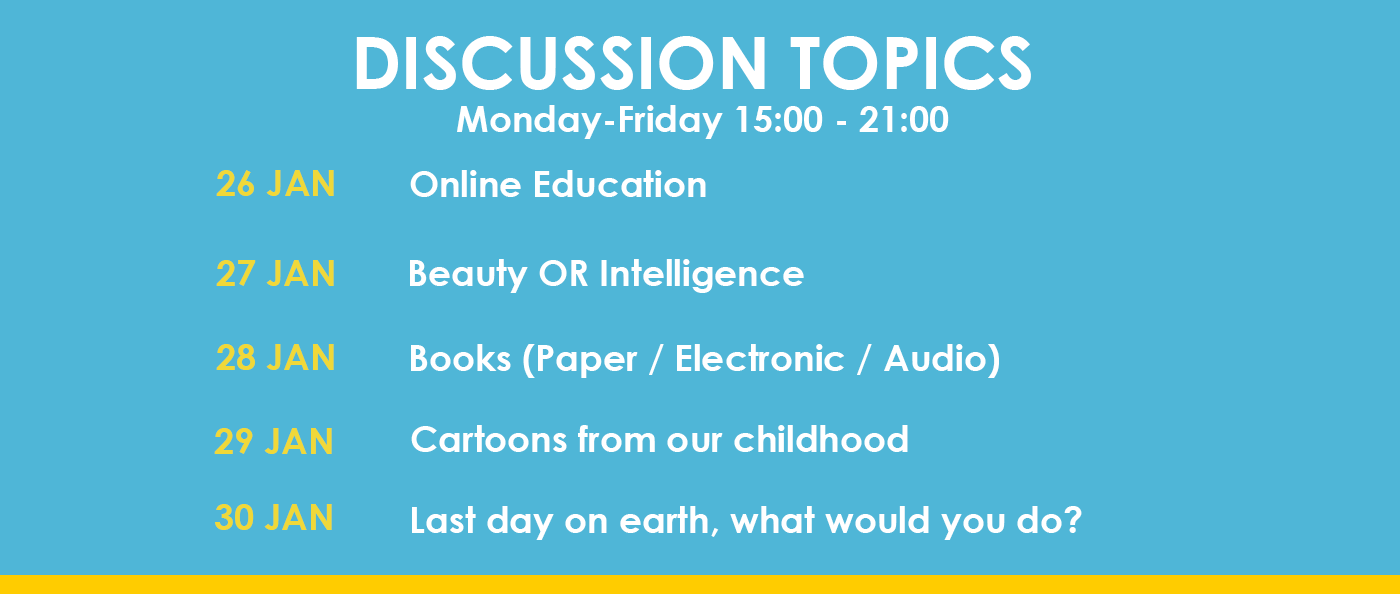 DISCUSSION TOPICS
Monday-Friday 15:00 - 21:00
26 JAN Online Education
27 JAN Beauty OR Intelligence
28 JAN Books (Paper / Electronic / Audio)
29 JAN Cartoons from our childhood
30 JAN Last day on earth, what would you do?